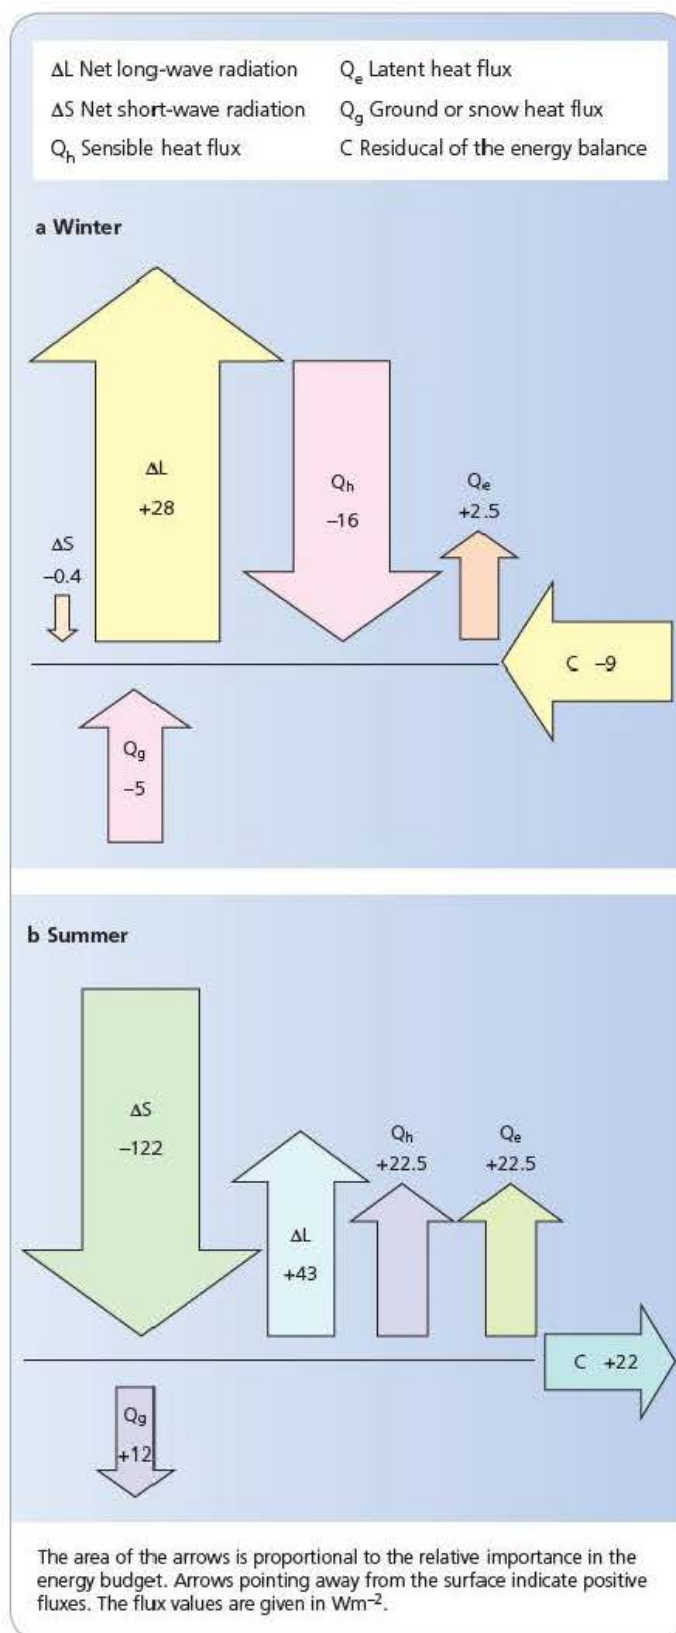 ΔL Net long-wave radiation
Qe Latent heat flux
ΔS Net short-wave radiation
Qg Ground or snow heat flux
Qh Sensible heat flux
C Residucal of the energy balance
a Winter
ΔL
+28
Qh
–16
Qe
+2.5
ΔS
–0.4
C –9
Qg
–5
b Summer
ΔS
–122
Qh
+22.5
Qe
+22.5
ΔL
+43
C +22
Qg
+12
The area of the arrows is proportional to the relative importance in the
energy budget. Arrows pointing away from the surface indicate positive
fluxes. The flux values are given in Wm–2.